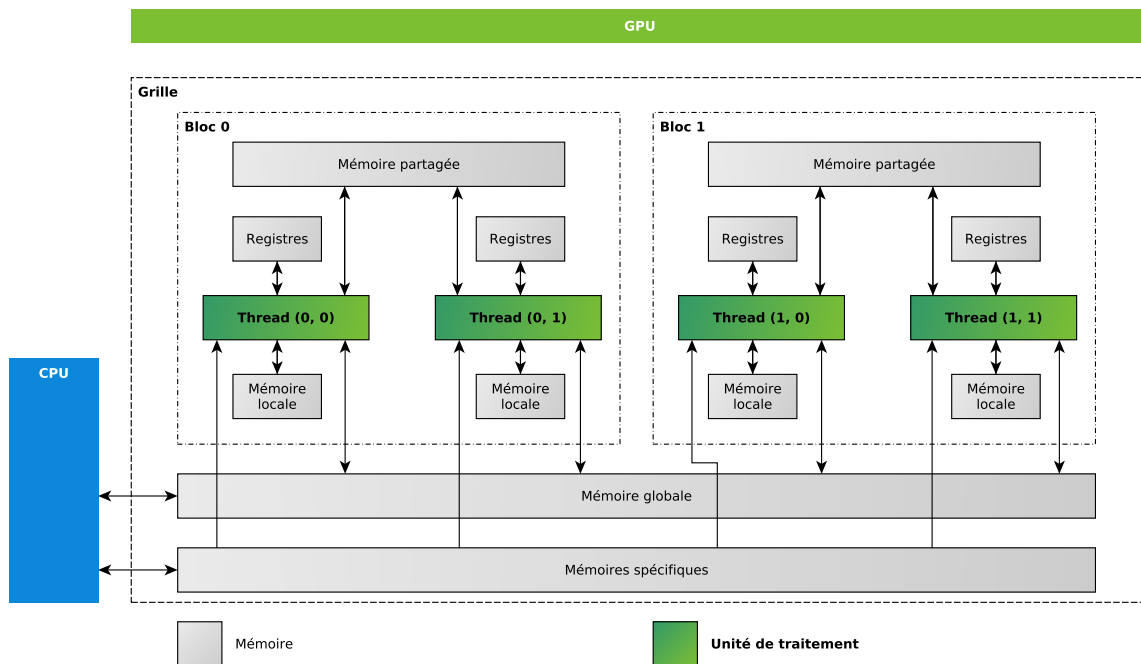 GPU
Grille
Bloc 0
Bloc 1
Mémoire partagée
Mémoire partagée
Registres
Registres
Registres
Registres
Thread (0, 0)
Thread (0, 1)
Thread (1, 0)
Thread (1, 1)
CPU
Mémoire
locale
Mémoire
locale
Mémoire
locale
Mémoire
locale
Mémoire globale
Mémoires spécifiques
Mémoire
Unité de traitement